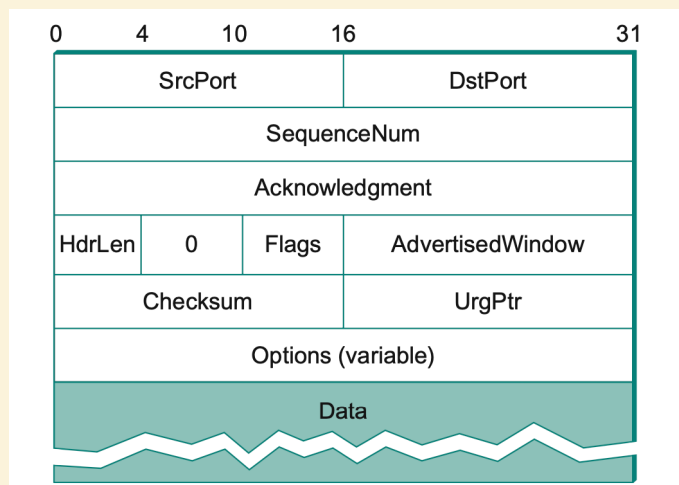 0 4 10 16 31
SrcPort DstPort
SequenceNum
Acknowledgment
HdrLen 0 Flags AdvertisedWindow
Checksum UrgPtr
Options (variable)
Data